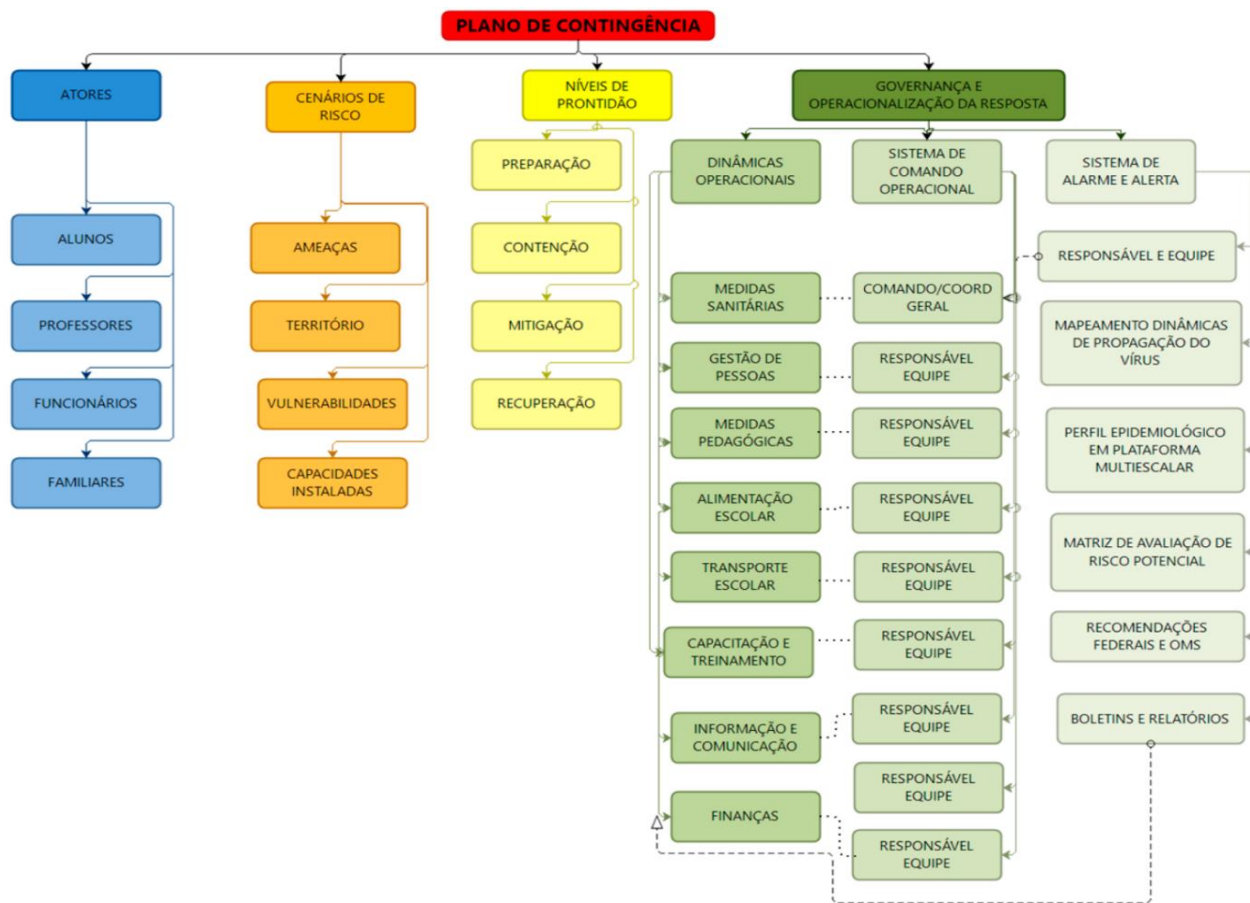 PLANO DE CONTINGÊNCIA
ATORES
CENÁRIOS DE
RISCO
NÍVEIS DE
PRONTIDÃO
GOVERNANÇA E
OPERACIONALIZAÇÃO DA RESPOSTA
ALUNOS
PROFESSORES
FUNCIONÁRIOS
FAMILIARES
AMEAÇAS
TERRITÓRIO
VULNERABILIDADES
CAPACIDADES
INSTALADAS
PREPARAÇÃO
CONTENÇÃO
MITIGAÇÃO
RECUPERAÇÃO
DINÂMICAS
OPERACIONAIS
MEDIDAS
SANITÁRIAS
GESTÃO DE
PESSOAS
MEDIDAS
PEDAGÓGICAS
ALIMENTAÇÃO
ESCOLAR
TRANSPORTE
ESCOLAR
CAPACITAÇÃO E
TREINAMENTO
INFORMAÇÃO E
COMUNICAÇÃO
FINANÇAS
SISTEMA DE
COMANDO
OPERACIONAL
COMANDO/COORD
GERAL
RESPONSÁVEL
EQUIPE
RESPONSÁVEL
EQUIPE
RESPONSÁVEL
EQUIPE
RESPONSÁVEL
EQUIPE
RESPONSÁVEL
EQUIPE
RESPONSÁVEL
EQUIPE
RESPONSÁVEL
EQUIPE
RESPONSÁVEL
EQUIPE
SISTEMA DE
ALARME E ALERTA
RESPONSÁVEL E EQUIPE
MAPEAMENTO DINÂMICAS
DE PROPAGAÇÃO DO
VÍRUS
PERFIL EPIDEMIOLÓGICO
EM PLATAFORMA
MULTIESCALAR
MATRIZ DE AVALIAÇÃO DE
RISCO POTENCIAL
RECOMENDAÇÕES
FEDERAIS E OMS
BOLETINS E RELATÓRIOS